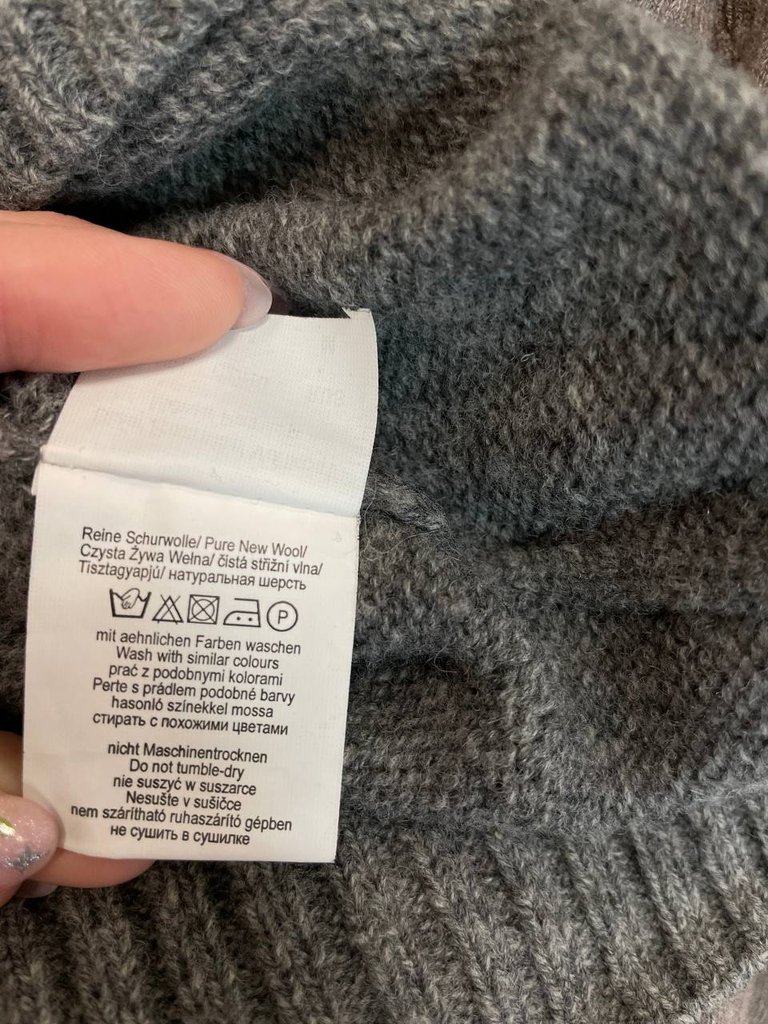 Reine Schurwolle/ Pure New Wool/
Czysta Żywa Wełna/ čistá střižní vlna/
Tisztagyapjú/ натуральная шерсть
P
mit aehnlichen Farben waschen
Wash with similar colours
prać z podobnymi kolorami
Perte s prádlem podobné barvy
hasonló színekkel mossa
стирать с похожими цветами
nicht Maschinentrocknen
Do not tumble-dry
nie suszyć w suszarce
Nesušte v sušičce
nem szárítható ruhaszárító gépben
не сушить в сушилке